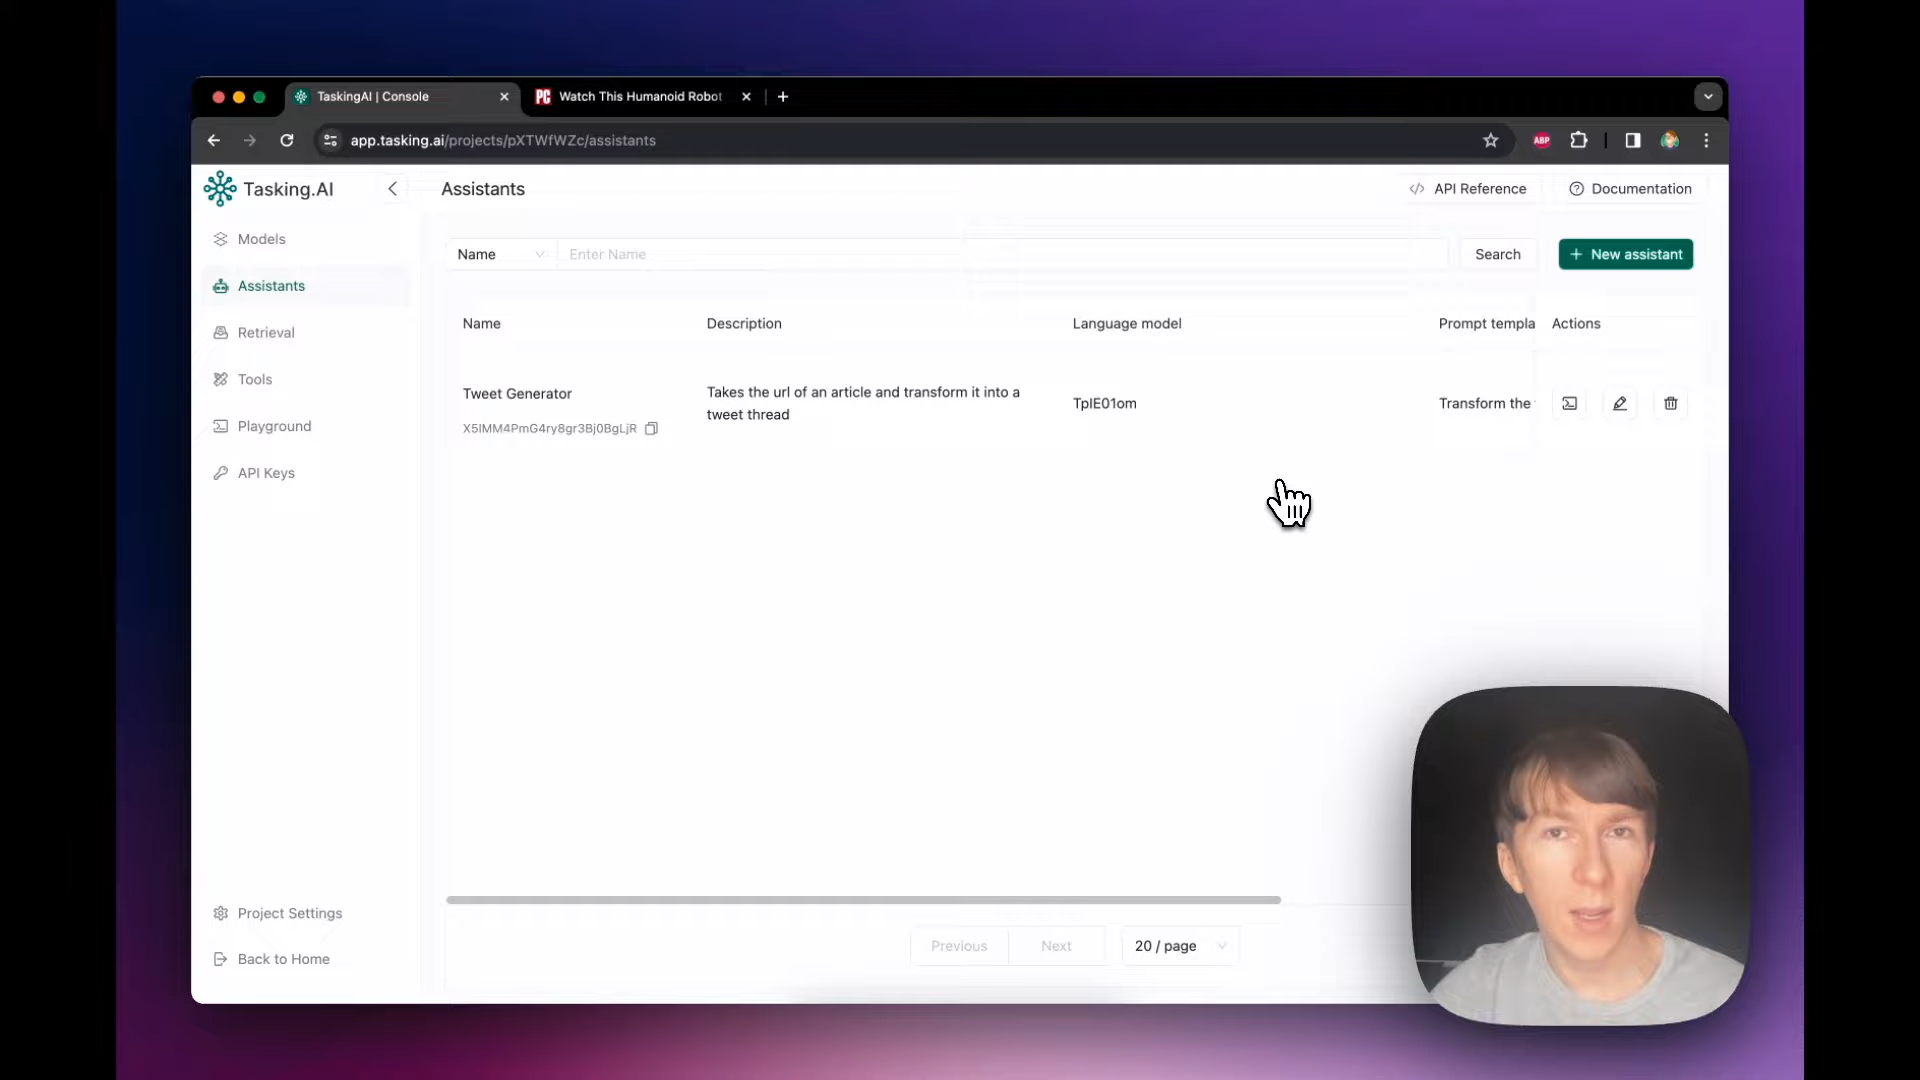 TaskingAI | Console
PC Watch This Humanoid Robot
app.tasking.ai/projects/pXTWfWZc/assistants
ABP
Tasking.AI
Assistants
API Reference
Documentation
Models
Assistants
Retrieval
Tools
Playground
API Keys
Name
Enter Name
Search
+ New assistant
Name
Description
Language model
Prompt templa
Actions
Tweet Generator
Takes the url of an article and transform it into a
tweet thread
TpIE01om
Transform the
X5IMM4PmG4ry8gr3Bj0BgLjR
Project Settings
Back to Home
Previous
Next
20 / page